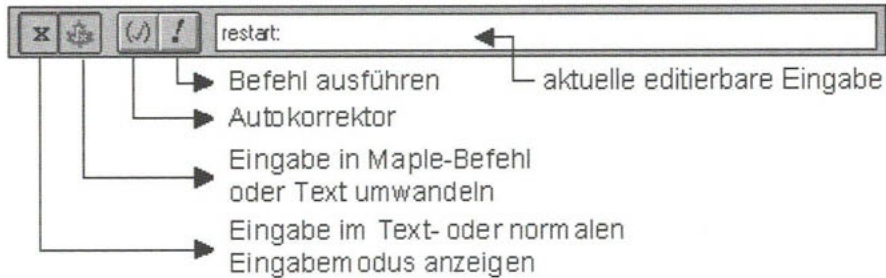 x (√) ! restart:
Befehl ausführen
aktuelle editierbare Eingabe
Autokorrektor
Eingabe in Maple-Befehl
oder Text umwandeln
Eingabe im Text- oder normalen
Eingabemodus anzeigen